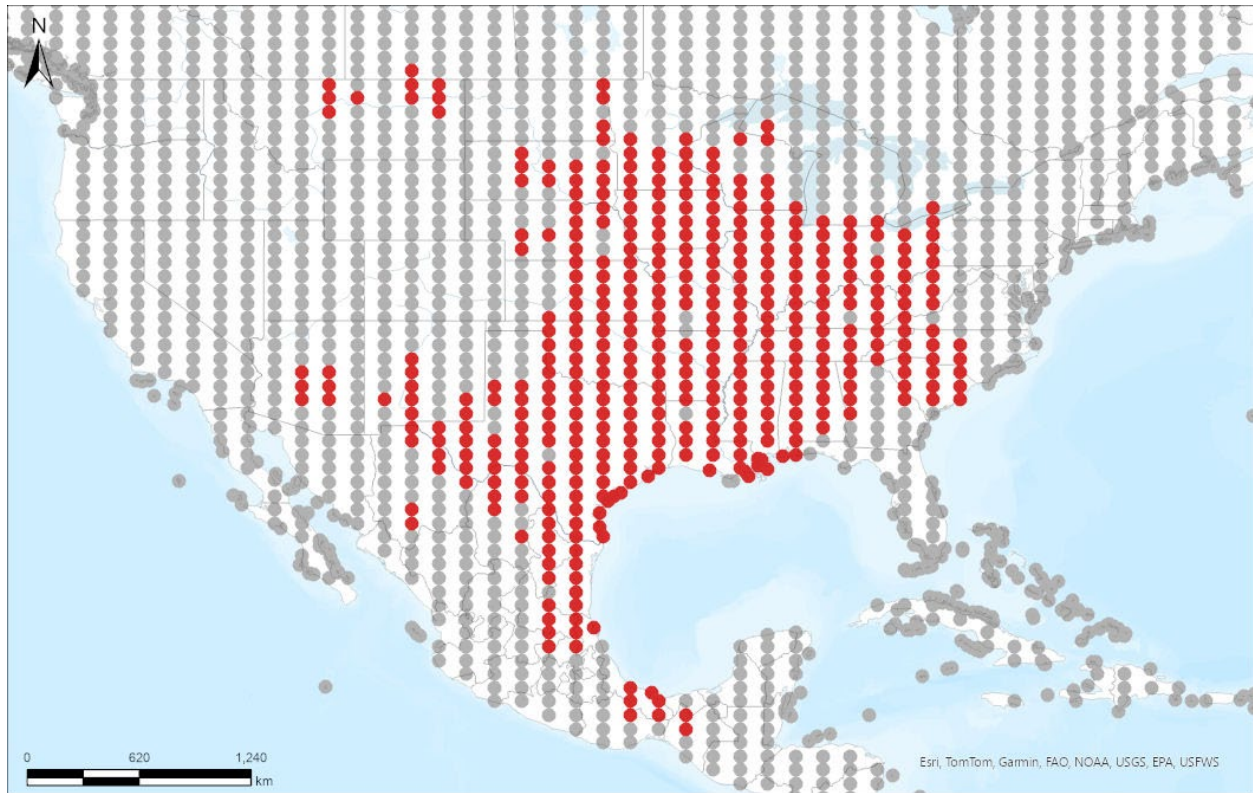 N
0 620 1,240
km
Esri, TomTom, Garmin, FAO, NOAA, USGS, EPA, USFWS